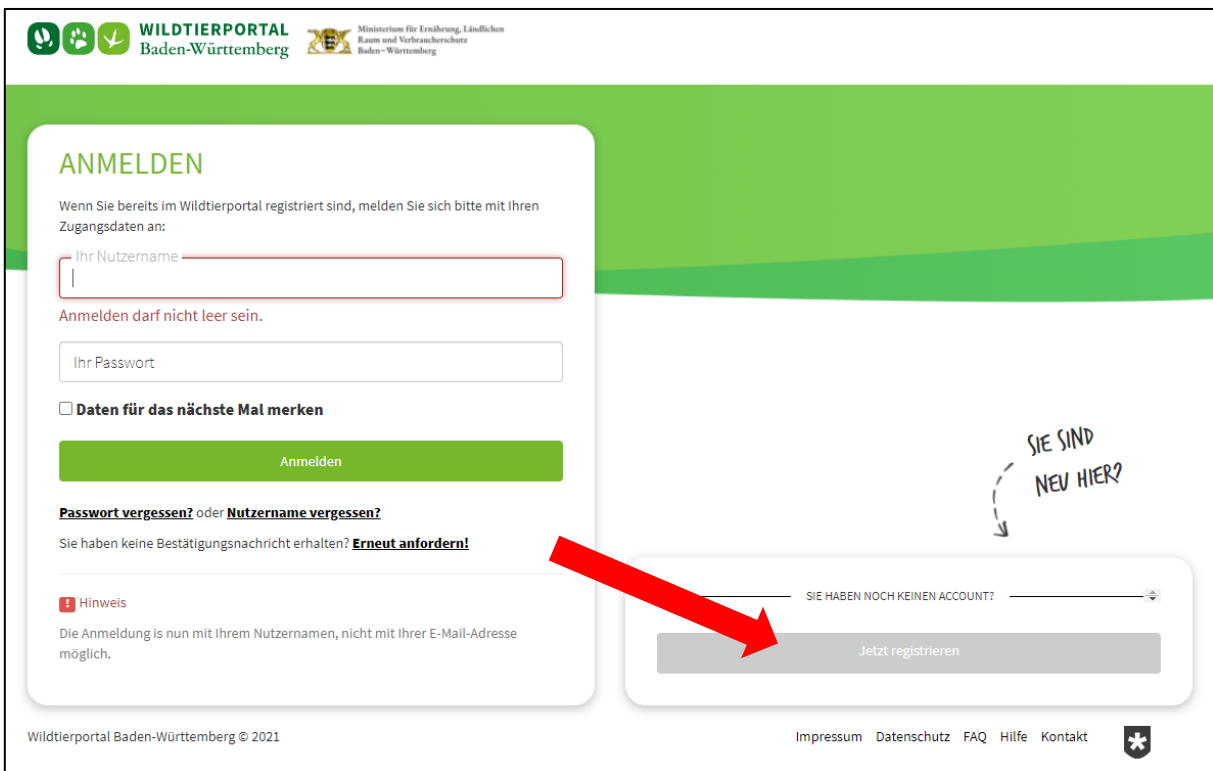 WILDTIERPORTAL
Baden-Württemberg
Ministerium für Ernährung, Ländlichen
Raum und Verbraucherschutz
Baden-Württemberg
ANMELDEN
Wenn Sie bereits im Wildtierportal registriert sind, melden Sie sich bitte mit Ihren
Zugangsdaten an:
Ihr Nutzername
Anmelden darf nicht leer sein.
Ihr Passwort
Daten für das nächste Mal merken
Anmelden
Passwort vergessen? oder Nutzername vergessen?
Sie haben keine Bestätigungsnachricht erhalten? Erneut anfordern!
! Hinweis
Die Anmeldung is nun mit Ihrem Nutzernamen, nicht mit Ihrer E-Mail-Adresse
möglich.
SIE SIND
NEU HIER?
SIE HABEN NOCH KEINEN ACCOUNT?
Jetzt registrieren
Wildtierportal Baden-Württemberg © 2021
Impressum Datenschutz FAQ Hilfe Kontakt